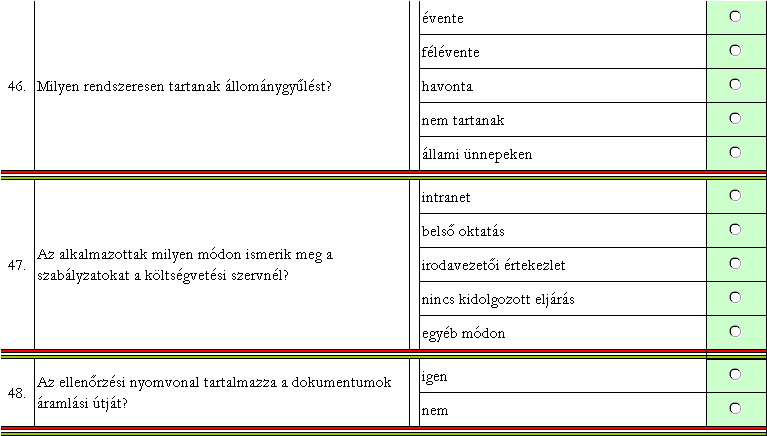 évente
félévente
46. Milyen rendszeresen tartanak állománygyűlést?
havonta
nem tartanak
állami ünnepeken
47. Az alkalmazottak milyen módon ismerik meg a
szabályzatokat a költségvetési szervnél?
intranet
belső oktatás
irodavezetői értekezlet
nincs kidolgozott eljárás
egyéb módon
48. Az ellenőrzési nyomvonal tartalmazza a dokumentumok
áramlási útját?
igen
nem